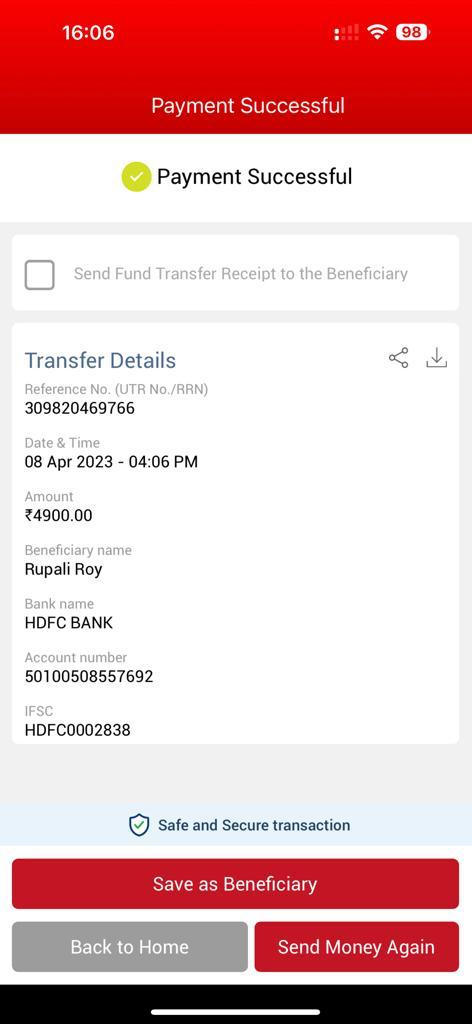 16:06
98
Payment Successful
Payment Successful
Send Fund Transfer Receipt to the Beneficiary
Transfer Details
Reference No. (UTR No./RRN)
309820469766
Date & Time
08 Apr 2023 - 04:06 PM
Amount
₹4900.00
Beneficiary name
Rupali Roy
Bank name
HDFC BANK
Account number
50100508557692
IFSC
HDFC0002838
Safe and Secure transaction
Save as Beneficiary
Back to Home
Send Money Again